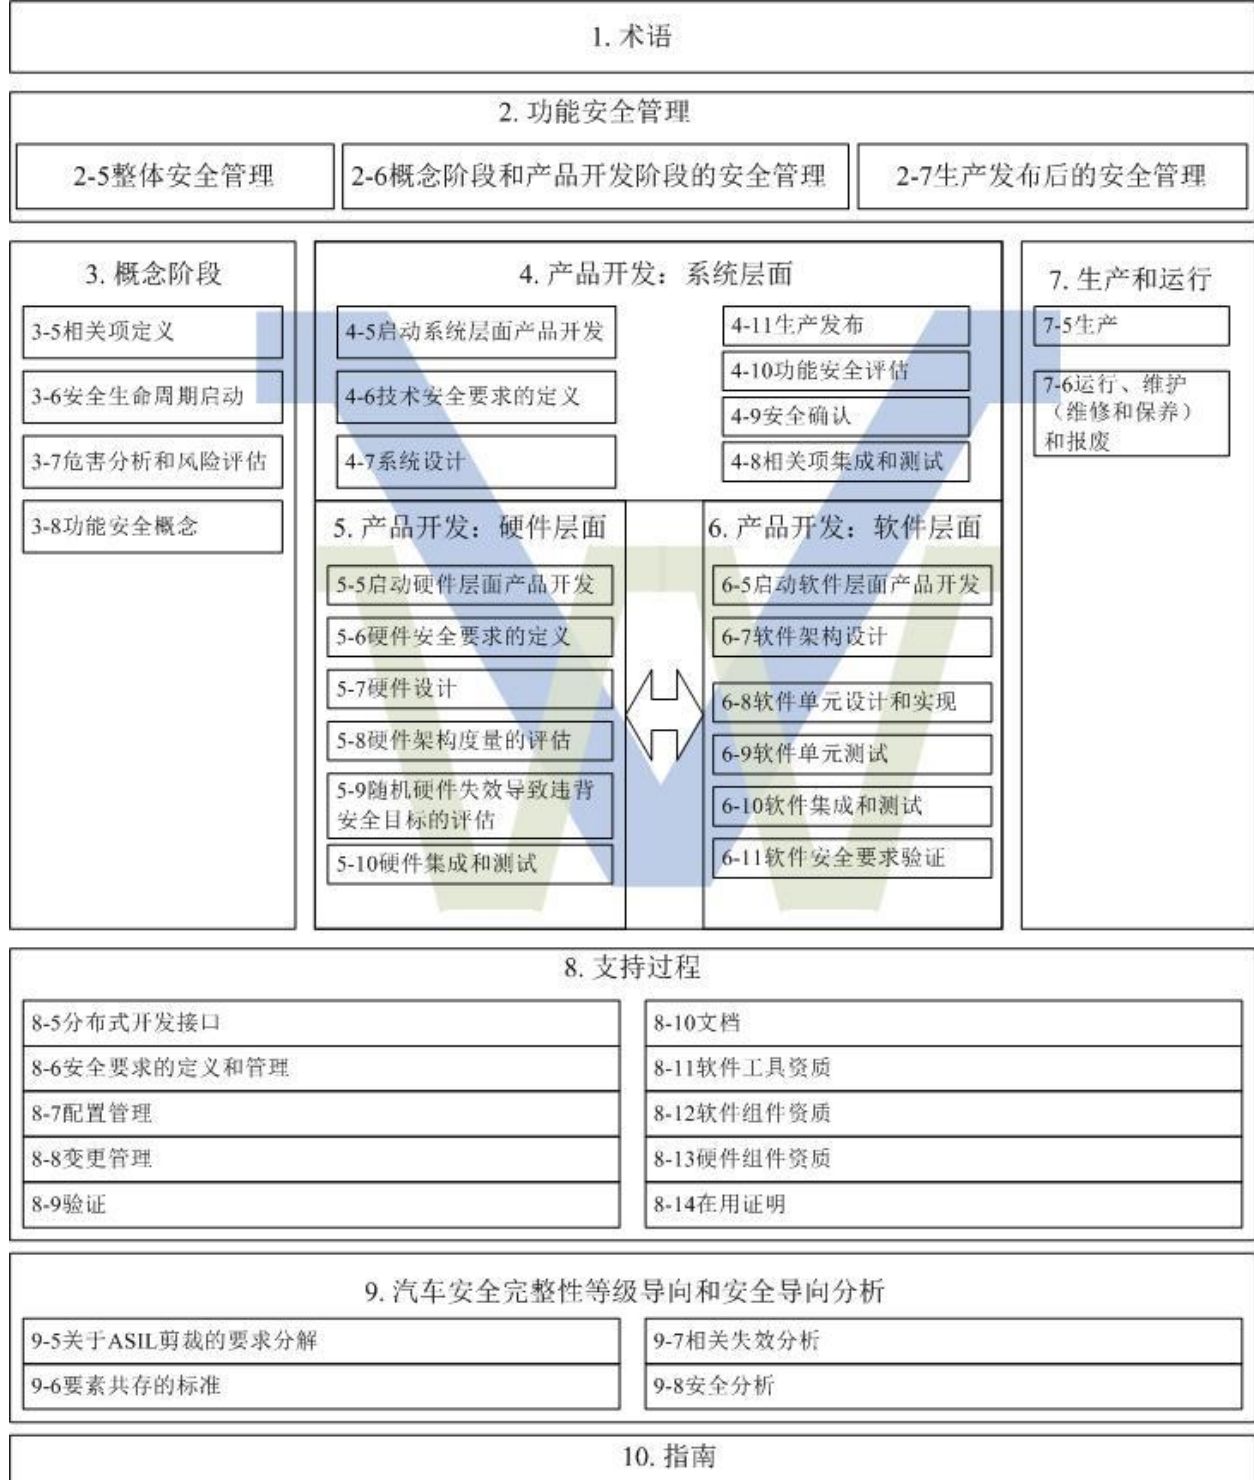 1. 术语
2. 功能安全管理
2-5整体安全管理
2-6概念阶段和产品开发阶段的安全管理
2-7生产发布后的安全管理
3. 概念阶段
3-5相关项定义
3-6安全生命周期启动
3-7危害分析和风险评估
3-8功能安全概念
4. 产品开发：系统层面
4-5启动系统层面产品开发
4-6技术安全要求的定义
4-7系统设计
4-11生产发布
4-10功能安全评估
4-9安全确认
4-8相关项集成和测试
5. 产品开发：硬件层面
5-5启动硬件层面产品开发
5-6硬件安全要求的定义
5-7硬件设计
5-8硬件架构度量的评估
5-9随机硬件失效导致违背
安全目标的评估
5-10硬件集成和测试
6. 产品开发：软件层面
6-5启动软件层面产品开发
6-7软件架构设计
6-8软件单元设计和实现
6-9软件单元测试
6-10软件集成和测试
6-11软件安全要求验证
7. 生产和运行
7-5生产
7-6运行、维护
（维修和保养）
和报废
8. 支持过程
8-5分布式开发接口
8-6安全要求的定义和管理
8-7配置管理
8-8变更管理
8-9验证
8-10文档
8-11软件工具资质
8-12软件组件资质
8-13硬件组件资质
8-14在用证明
9. 汽车安全完整性等级导向和安全导向分析
9-5关于ASIL剪裁的要求分解
9-6要素共存的标准
9-7相关失效分析
9-8安全分析
10. 指南